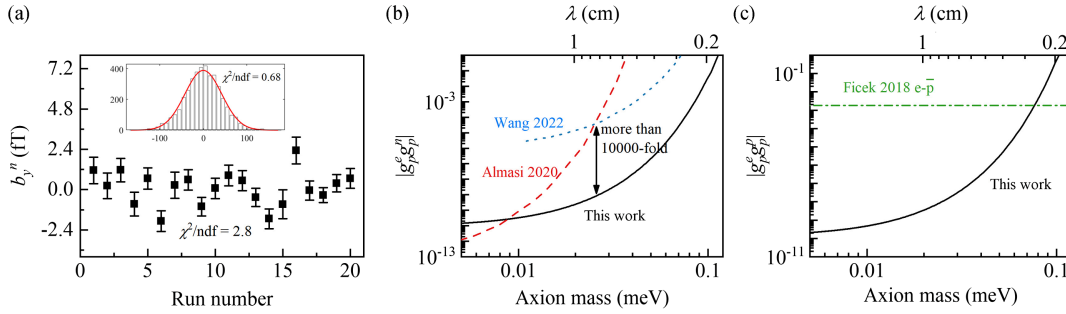 (a)
7.2
4.8
2.4
0.0
-2.4
b_y^n (fT)
400
200
0
-100
0
100
χ²/ndf = 0.68
χ²/ndf = 2.8
0
5
10
15
20
Run number
(b)
λ (cm)
1
0.2
10⁻³
10⁻¹³
|g_p^e g_p^n|
Wang 2022
Almasi 2020
more than
10000-fold
This work
0.01
0.1
Axion mass (meV)
(c)
λ (cm)
1
0.2
10⁻¹
10⁻¹¹
|g_p^e g_p^n|
Ficek 2018 e-p̅
This work
0.01
0.1
Axion mass (meV)